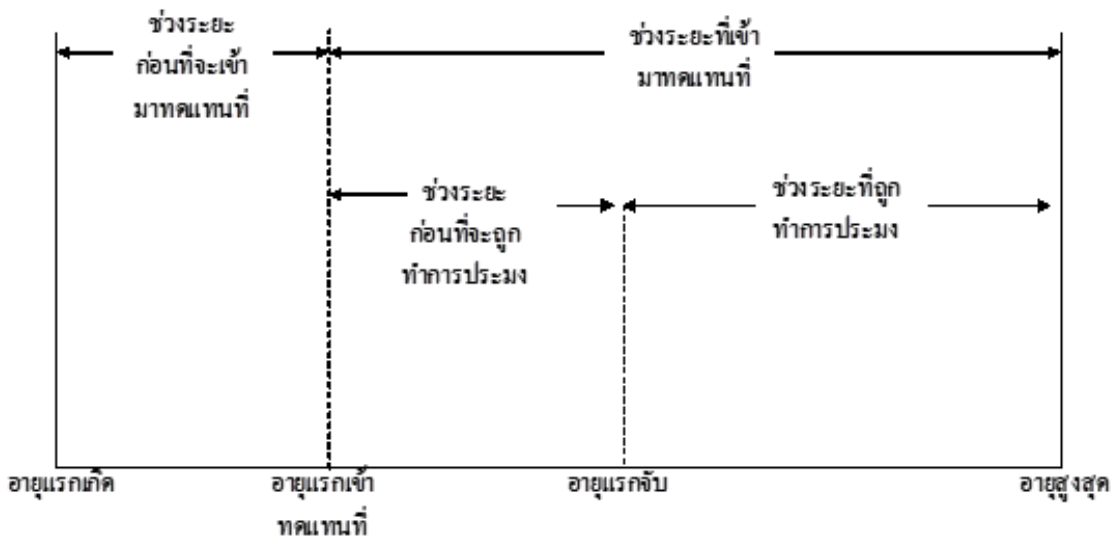 ช่วงระยะ
ก่อนที่จะเข้า
มาทดแทนที่
ช่วงระยะที่เข้า
มาทดแทนที่
ช่วงระยะ
ก่อนที่จะถูก
ทำการประมง
ช่วงระยะที่ถูก
ทำการประมง
อายุแรกเกิด
อายุแรกเข้า
ทดแทนที่
อายุแรกจับ
อายุสูงสุด